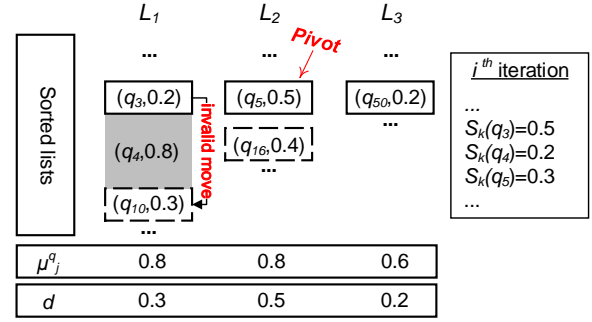 L1 L2 L3
... ... ...
Pivot
Sorted lists
(q3,0.2) (q5,0.5) (q50,0.2)
...
invalid move
(q4,0.8) (q16,0.4)
...
(q10,0.3)
...
i th iteration
...
Sk(q3)=0.5
Sk(q4)=0.2
Sk(q5)=0.3
...
μqj 0.8 0.8 0.6
d 0.3 0.5 0.2